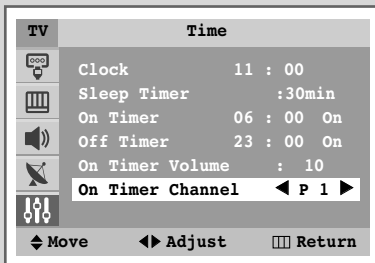 TV Time
Clock 11 : 00
Sleep Timer :30min
On Timer 06 : 00 On
Off Timer 23 : 00 On
On Timer Volume : 10
On Timer Channel ◀ P 1 ▶
Move Adjust Return